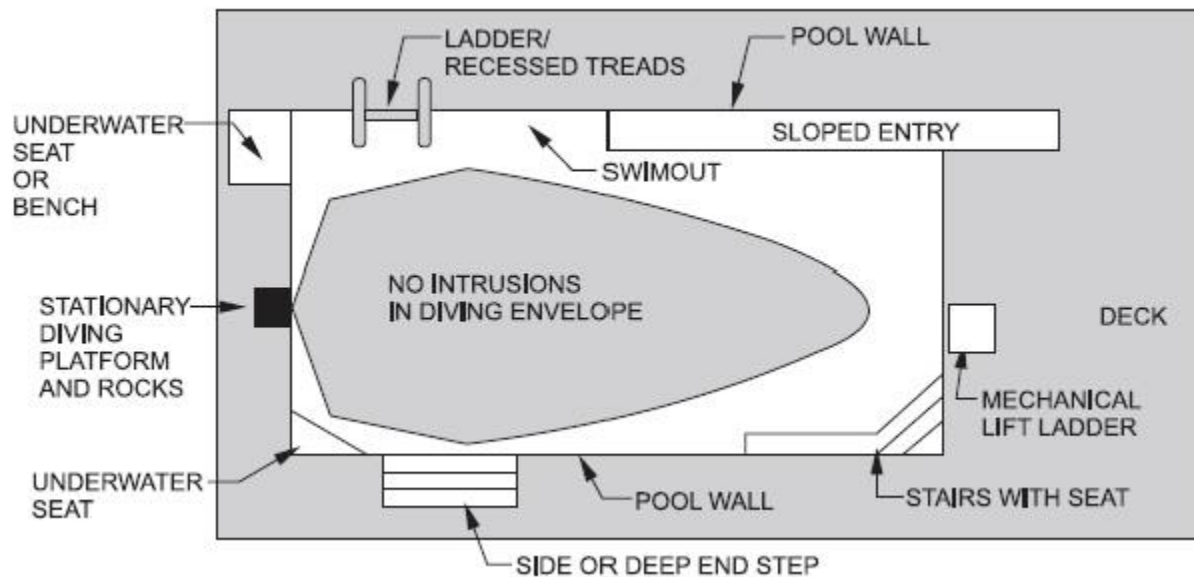 LADDER/
RECESSED TREADS
POOL WALL
UNDERWATER
SEAT
OR
BENCH
SLOPED ENTRY
SWIMOUT
NO INTRUSIONS
IN DIVING ENVELOPE
STATIONARY
DIVING
PLATFORM
AND ROCKS
DECK
MECHANICAL
LIFT LADDER
UNDERWATER
SEAT
POOL WALL
STAIRS WITH SEAT
SIDE OR DEEP END STEP